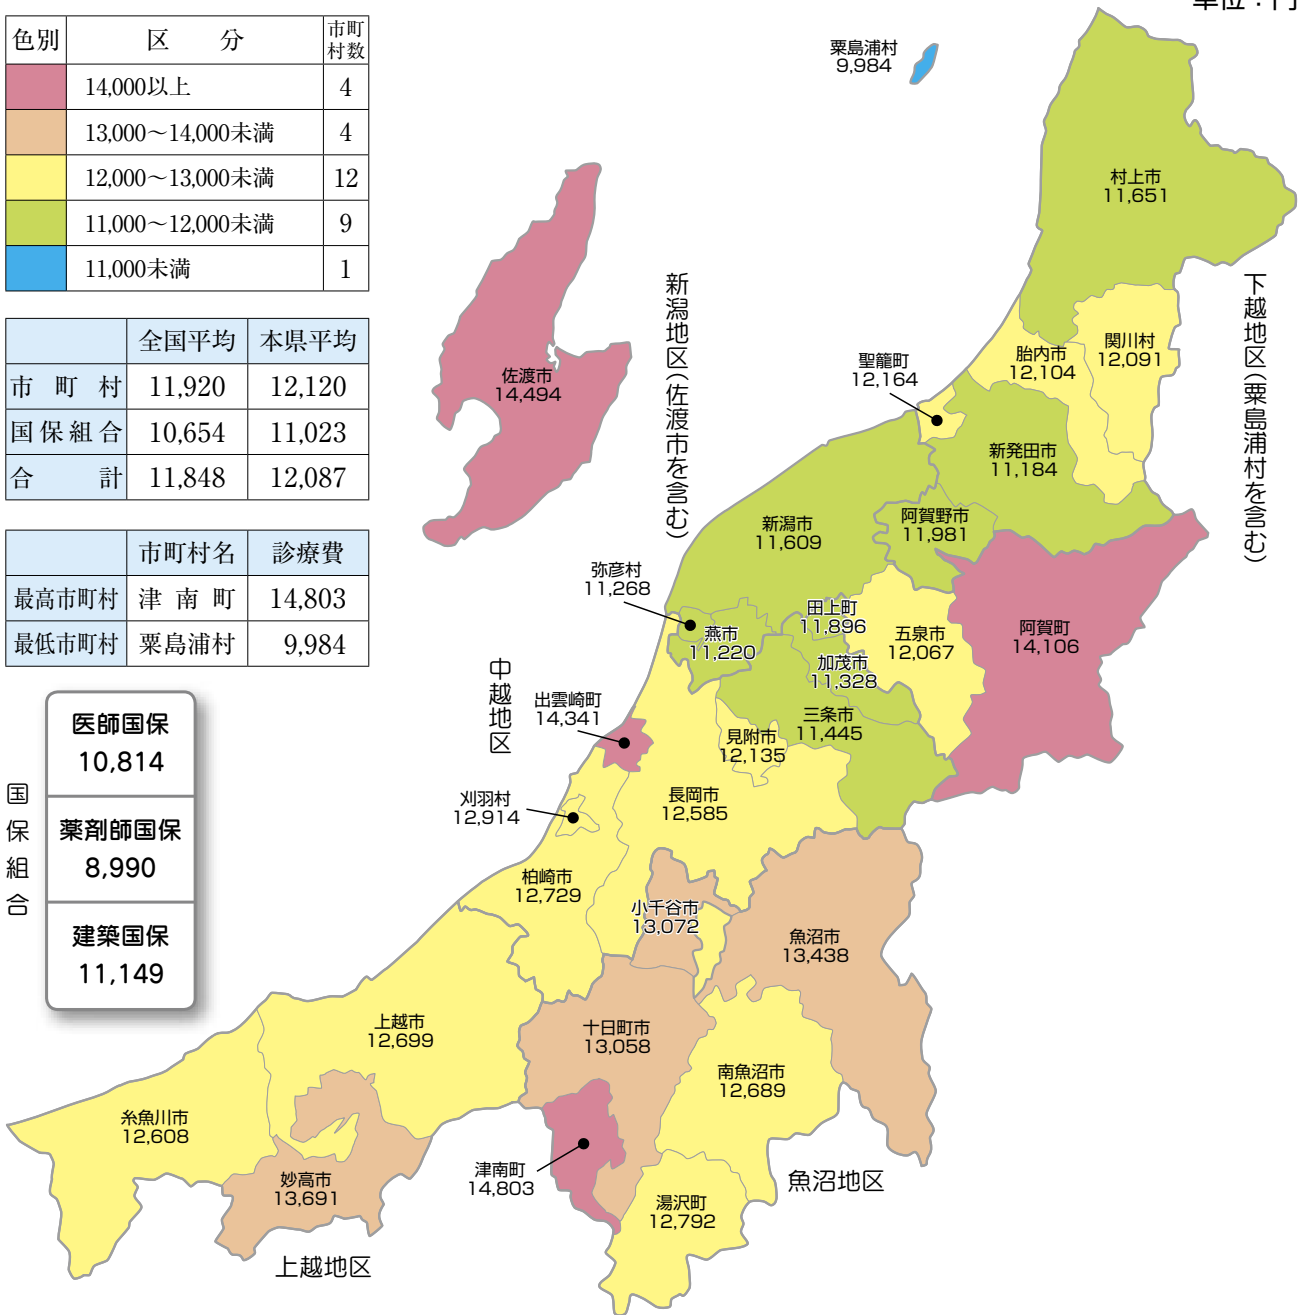 単位：円
色別 区分 市町村数
14,000以上 4
13,000～14,000未満 4
12,000～13,000未満 12
11,000～12,000未満 9
11,000未満 1
全国平均 本県平均
市町村 11,920 12,120
国保組合 10,654 11,023
合計 11,848 12,087
市町村名 診療費
最高市町村 津南町 14,803
最低市町村 粟島浦村 9,984
国保組合
医師国保
10,814
薬剤師国保
8,990
建築国保
11,149
粟島浦村
9,984
村上市
11,651
下越地区(粟島浦村を含む)
新潟地区(佐渡市を含む)
佐渡市
14,494
関川村
12,091
胎内市
12,104
聖籠町
12,164
新発田市
11,184
阿賀野市
11,981
新潟市
11,609
弥彦村
11,268
燕市
11,220
田上町
11,896
五泉市
12,067
阿賀町
14,106
加茂市
11,328
三条市
11,445
中越地区
出雲崎町
14,341
見附市
12,135
長岡市
12,585
刈羽村
12,914
柏崎市
12,729
小千谷市
13,072
魚沼市
13,438
上越市
12,699
十日町市
13,058
南魚沼市
12,689
糸魚川市
12,608
妙高市
13,691
津南町
14,803
湯沢町
12,792
魚沼地区
上越地区